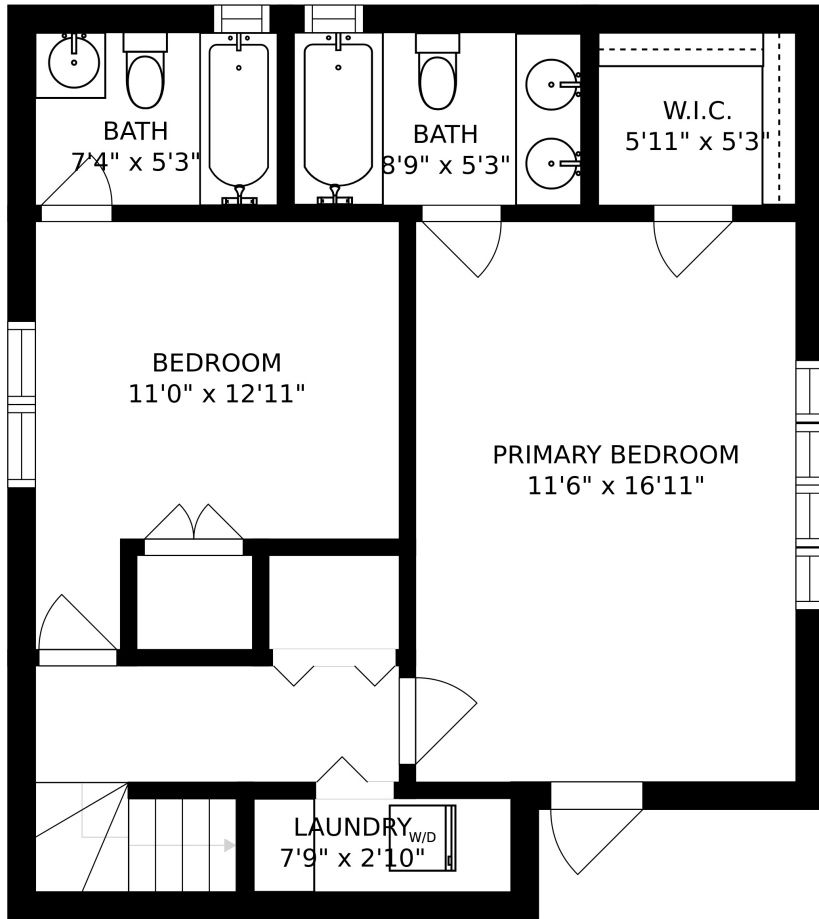 BATH
7'4" x 5'3"
BATH
8'9" x 5'3"
W.I.C.
5'11" x 5'3"
BEDROOM
11'0" x 12'11"
PRIMARY BEDROOM
11'6" x 16'11"
LAUNDRY
W/D
7'9" x 2'10"